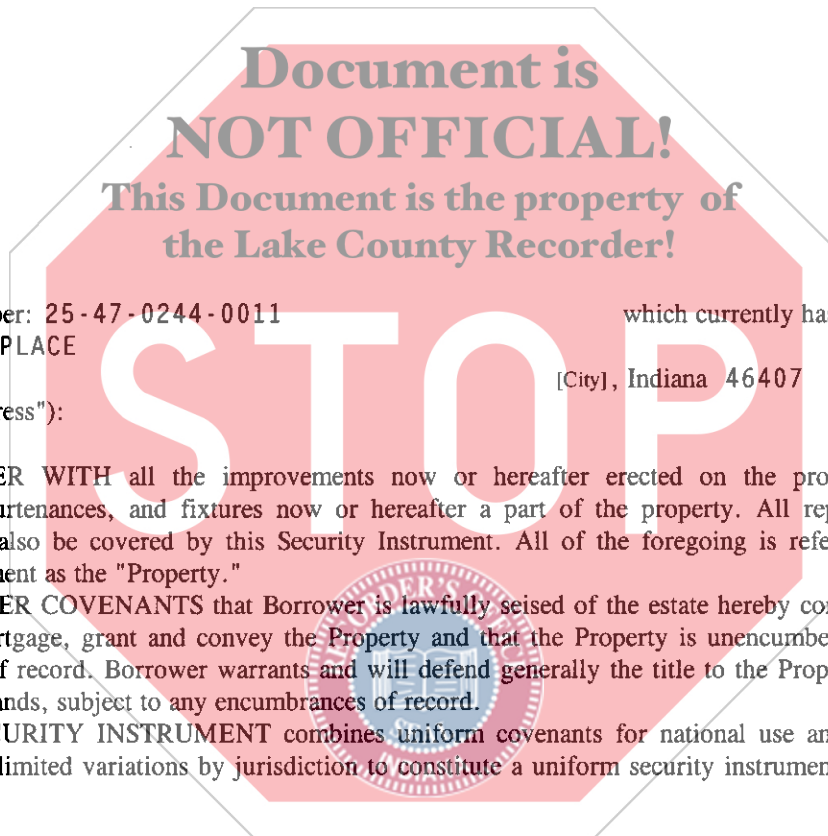 Document is
NOT OFFICIAL!
This Document is the property of
the Lake County Recorder!
per: 25-47-0244-0011 which currently ha
PLACE
[City], Indiana 46407
ress"):
STOP
ER WITH all the improvements now or hereafter erected on the pro
urtenances, and fixtures now or hereafter a part of the property. All rep
also be covered by this Security Instrument. All of the foregoing is refe
ent as the "Property."
ER COVENANTS that Borrower is lawfully seised of the estate hereby co
rtgage, grant and convey the Property and that the Property is unencumbe
f record. Borrower warrants and will defend generally the title to the Prop
ands, subject to any encumbrances of record.
URITY INSTRUMENT combines uniform covenants for national use an
limited variations by jurisdiction to constitute a uniform security instrumen
SEAL